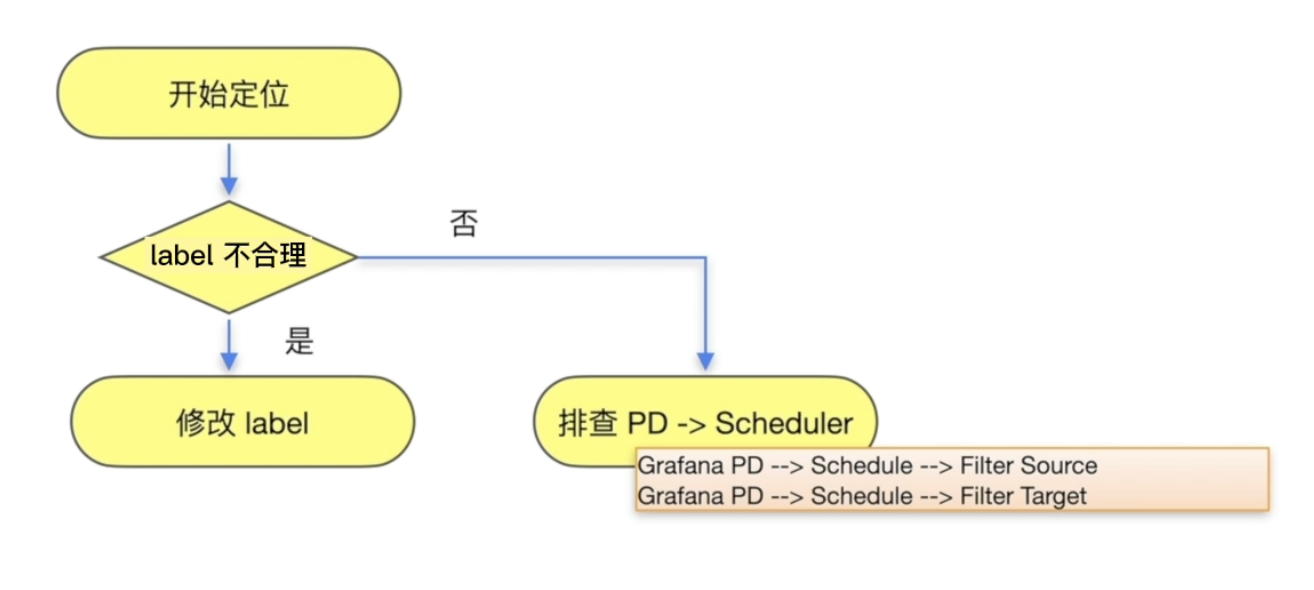 开始定位
label 不合理
否
是
修改 label
排查 PD -> Scheduler
Grafana PD --> Schedule --> Filter Source
Grafana PD --> Schedule --> Filter Target